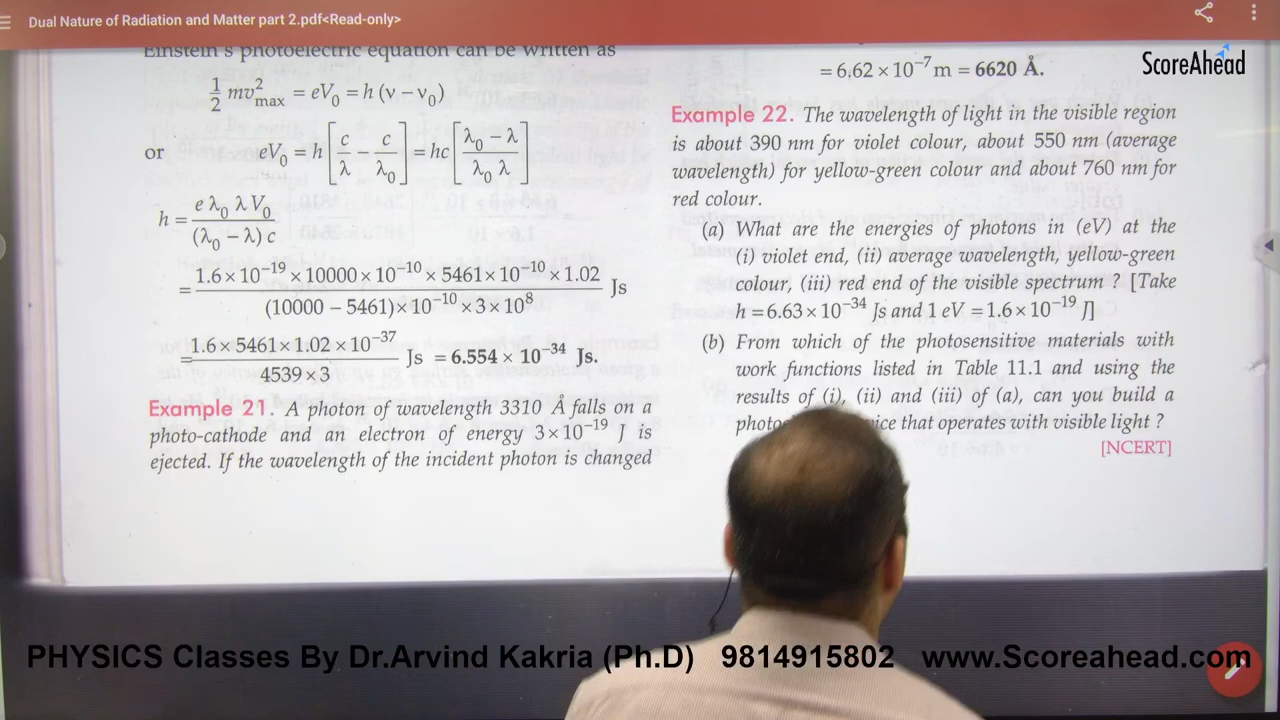 Dual Nature of Radiation and Matter part 2.pdf<Read-only>
ScoreAhead
Einstein's photoelectric equation can be written as
1/2 mv²max = eV₀ = h (ν − ν₀)
or eV₀ = h [c/λ − c/λ₀] = hc [(λ₀ − λ)/(λ₀ λ)]
h = (e λ₀ λ V₀)/((λ₀ − λ) c)
= (1.6 × 10⁻¹⁹ × 10000 × 10⁻¹⁰ × 5461 × 10⁻¹⁰ × 1.02)/((10000 − 5461) × 10⁻¹⁰ × 3 × 10⁸) Js
= (1.6 × 5461 × 1.02 × 10⁻³⁷)/(4539 × 3) Js = 6.554 × 10⁻³⁴ Js.
Example 21. A photon of wavelength 3310 Å falls on a
photo-cathode and an electron of energy 3 × 10⁻¹⁹ J is
ejected. If the wavelength of the incident photon is changed
= 6.62 × 10⁻⁷ m = 6620 Å.
Example 22. The wavelength of light in the visible region
is about 390 nm for violet colour, about 550 nm (average
wavelength) for yellow-green colour and about 760 nm for
red colour.
(a) What are the energies of photons in (eV) at the
(i) violet end, (ii) average wavelength, yellow-green
colour, (iii) red end of the visible spectrum ? [Take
h = 6.63 × 10⁻³⁴ Js and 1 eV = 1.6 × 10⁻¹⁹ J]
(b) From which of the photosensitive materials with
work functions listed in Table 11.1 and using the
results of (i), (ii) and (iii) of (a), can you build a
that operates with visible light ?
[NCERT]
PHYSICS Classes By Dr.Arvind Kakria (Ph.D) 9814915802 www.Scoreahead.com